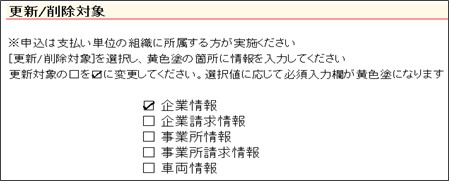 更新/削除対象
※申込は支払い単位の組織に所属する方が実施ください
[更新/削除対象]を選択し、黄色塗の箇所に情報を入力してください
更新対象の☐を☑に変更してください。選択値に応じて必須入力欄が黄色塗になります
☑ 企業情報
☐ 企業請求情報
☐ 事業所情報
☐ 事業所請求情報
☐ 車両情報